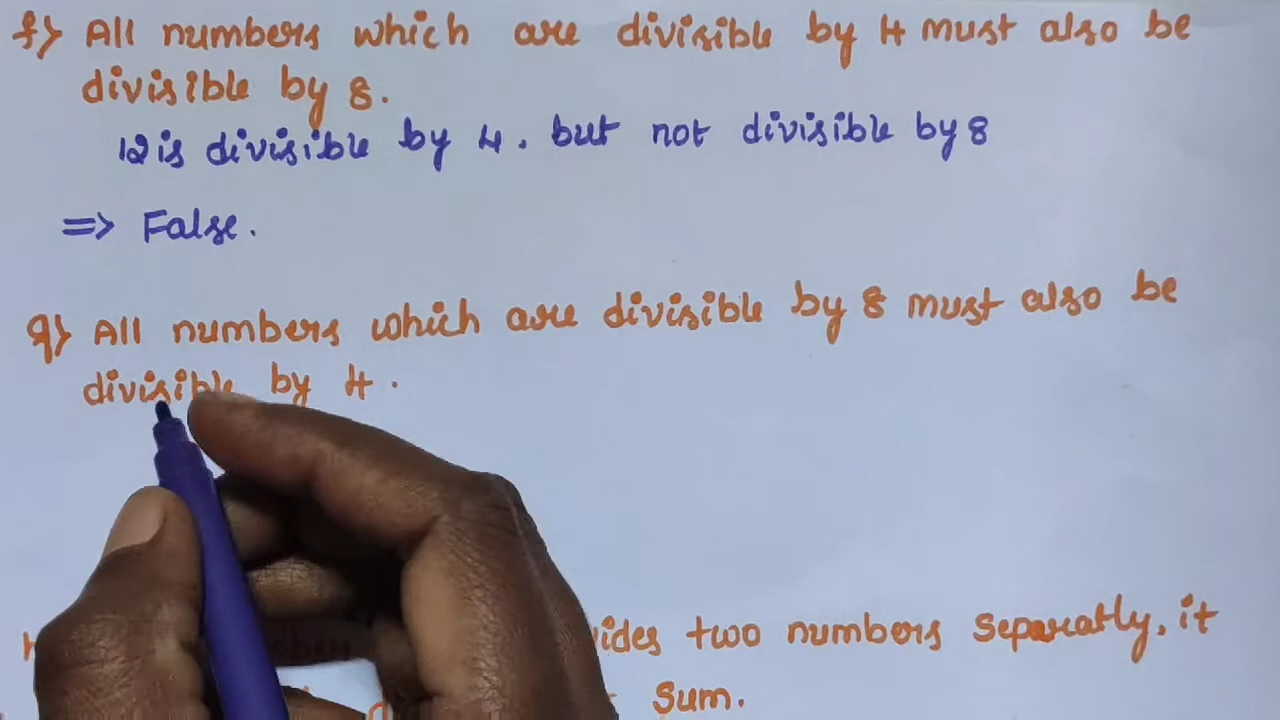 f) All numbers which are divisible by 4 must also be
divisible by 8.
12 is divisible by 4. but not divisible by 8
=> False.
g) All numbers which are divisible by 8 must also be
divisible by 4.
two numbers separatly, it
sum.